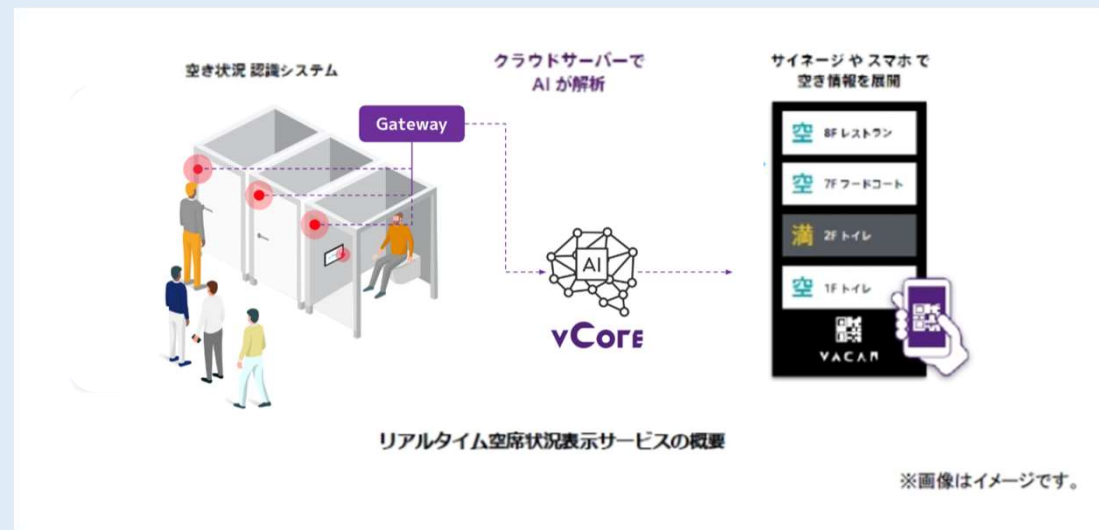 空き状況 認識システム
クラウドサーバーで
AI が解析
サイネージ や スマホ で
空き情報を展開
Gateway
空 8F レストラン
空 7F フードコート
満 2F トイレ
空 1F トイレ
AI
vCore
VACAN
リアルタイム空席状況表示サービスの概要
※画像はイメージです。